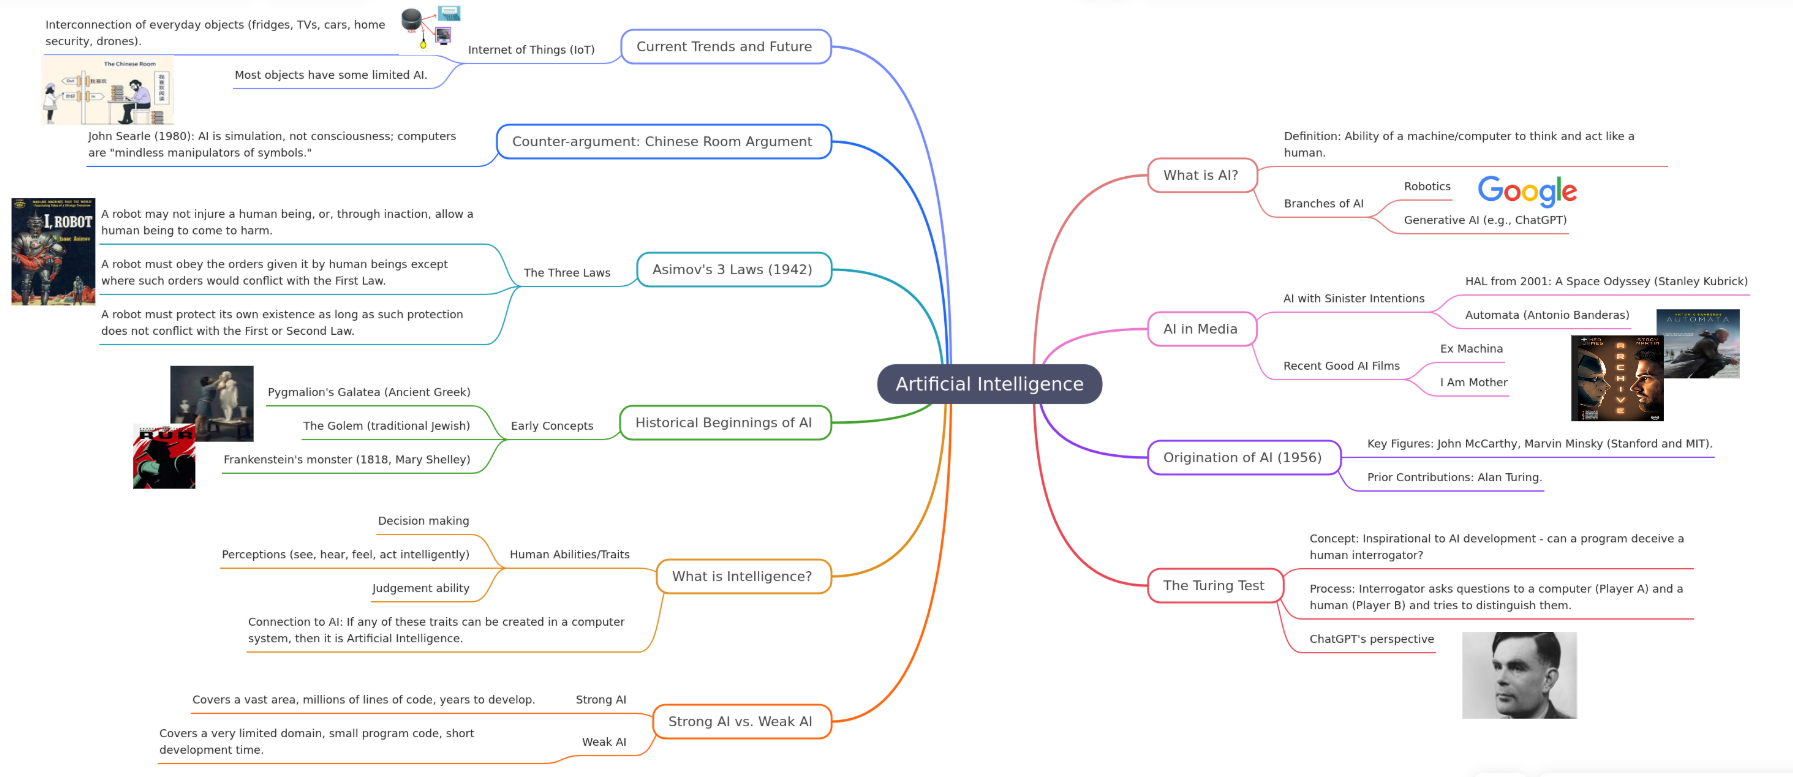 Artificial Intelligence
What is AI?
Definition: Ability of a machine/computer to think and act like a
human.
Branches of AI
Robotics
Generative AI (e.g., ChatGPT)
Google
AI in Media
AI with Sinister Intentions
HAL from 2001: A Space Odyssey (Stanley Kubrick)
Automata (Antonio Banderas)
Recent Good AI Films
Ex Machina
I Am Mother
AUTOMATA
ARCHIVE
Origination of AI (1956)
Key Figures: John McCarthy, Marvin Minsky (Stanford and MIT).
Prior Contributions: Alan Turing.
The Turing Test
Concept: Inspirational to AI development - can a program deceive a
human interrogator?
Process: Interrogator asks questions to a computer (Player A) and a
human (Player B) and tries to distinguish them.
ChatGPT's perspective
Current Trends and Future
Internet of Things (IoT)
Interconnection of everyday objects (fridges, TVs, cars, home
security, drones).
Most objects have some limited AI.
The Chinese Room
Counter-argument: Chinese Room Argument
John Searle (1980): AI is simulation, not consciousness; computers
are "mindless manipulators of symbols."
Asimov's 3 Laws (1942)
The Three Laws
A robot may not injure a human being, or, through inaction, allow a
human being to come to harm.
A robot must obey the orders given it by human beings except
where such orders would conflict with the First Law.
A robot must protect its own existence as long as such protection
does not conflict with the First or Second Law.
I, ROBOT
Isaac Asimov
Historical Beginnings of AI
Early Concepts
Pygmalion's Galatea (Ancient Greek)
The Golem (traditional Jewish)
Frankenstein's monster (1818, Mary Shelley)
RUR
What is Intelligence?
Human Abilities/Traits
Decision making
Perceptions (see, hear, feel, act intelligently)
Judgement ability
Connection to AI: If any of these traits can be created in a computer
system, then it is Artificial Intelligence.
Strong AI vs. Weak AI
Strong AI
Covers a vast area, millions of lines of code, years to develop.
Weak AI
Covers a very limited domain, small program code, short
development time.